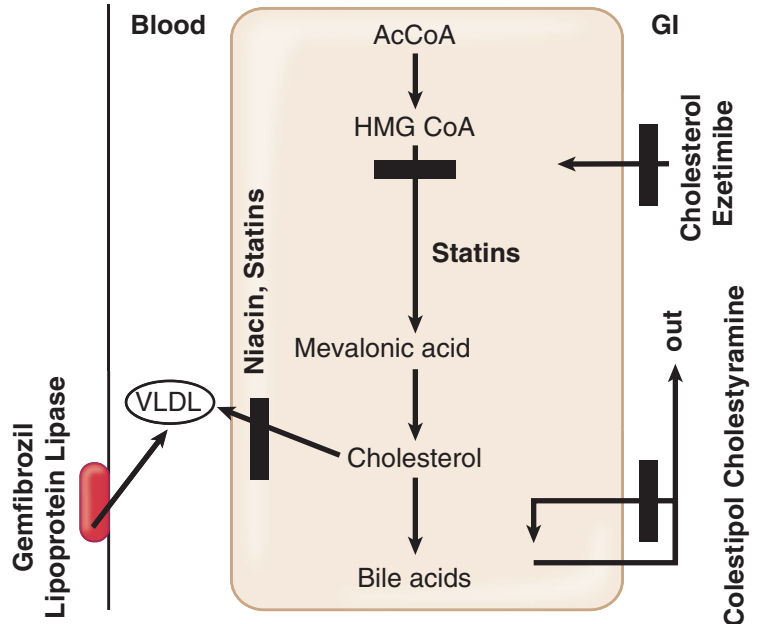 Blood
GI
AcCoA
HMG CoA
Cholesterol
Ezetimibe
Statins
Niacin, Statins
Mevalonic acid
out
VLDL
Cholesterol
Gemfibrozil
Lipoprotein Lipase
Colestipol Cholestyramine
Bile acids